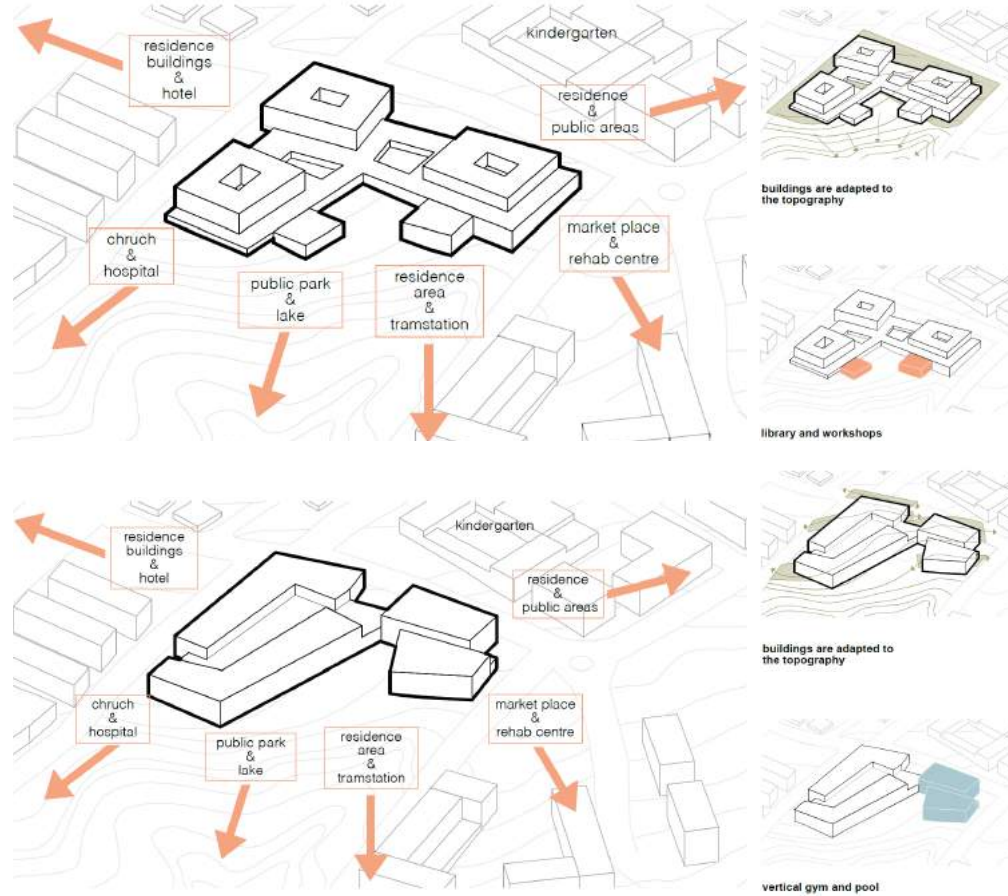 residence
buildings
&
hotel
kindergarten
residence
&
public areas
chruch
&
hospital
public park
&
lake
residence
area
&
tramstation
market place
&
rehab centre
buildings are adapted to
the topography
library and workshops
residence
buildings
&
hotel
kindergarten
residence
&
public areas
chruch
&
hospital
public park
&
lake
residence
area
&
tramstation
market place
&
rehab centre
buildings are adapted to
the topography
vertical gym and pool